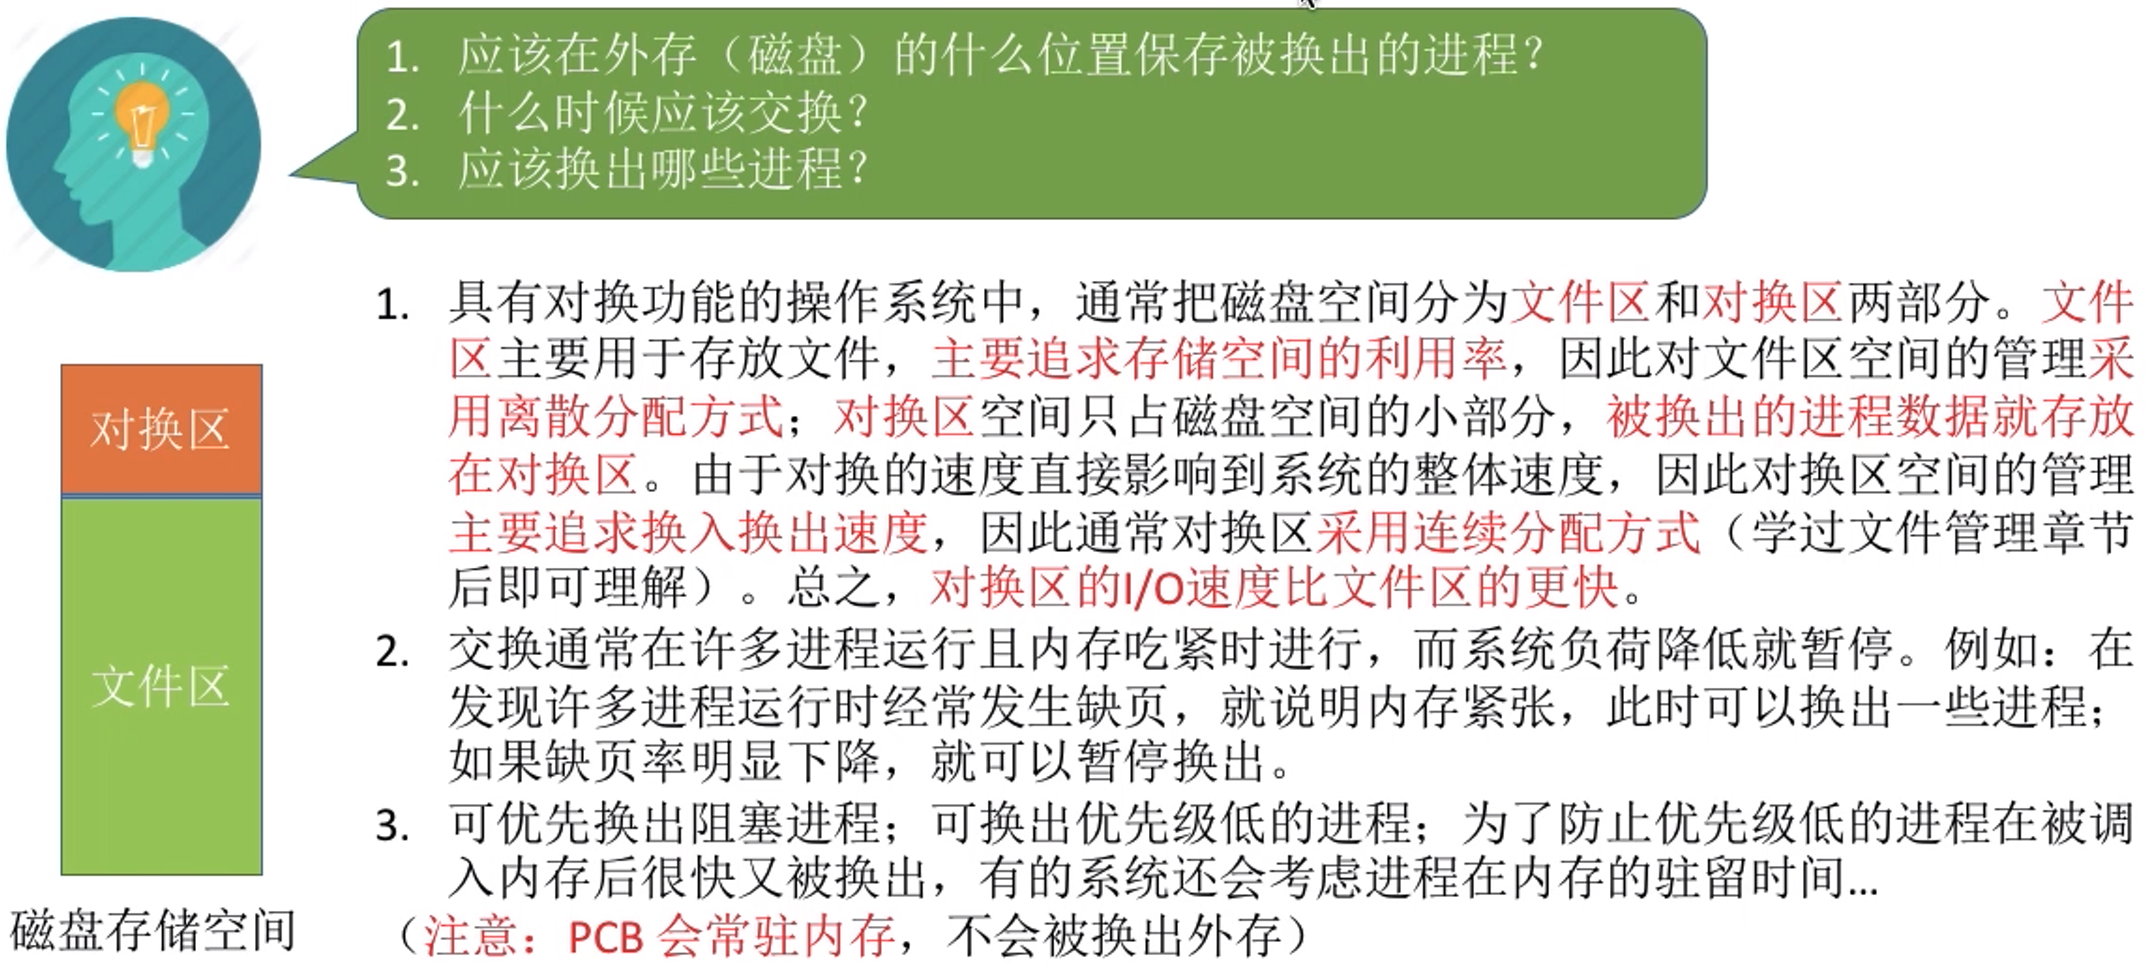 1. 应该在外存（磁盘）的什么位置保存被换出的进程？
2. 什么时候应该交换？
3. 应该换出哪些进程？
1. 具有对换功能的操作系统中，通常把磁盘空间分为文件区和对换区两部分。文件
区主要用于存放文件，主要追求存储空间的利用率，因此对文件区空间的管理采
用离散分配方式；对换区空间只占磁盘空间的小部分，被换出的进程数据就存放
在对换区。由于对换的速度直接影响到系统的整体速度，因此对换区空间的管理
主要追求换入换出速度，因此通常对换区采用连续分配方式（学过文件管理章节
后即可理解）。总之，对换区的I/O速度比文件区的更快。
2. 交换通常在许多进程运行且内存吃紧时进行，而系统负荷降低就暂停。例如：在
发现许多进程运行时经常发生缺页，就说明内存紧张，此时可以换出一些进程；
如果缺页率明显下降，就可以暂停换出。
3. 可优先换出阻塞进程；可换出优先级低的进程；为了防止优先级低的进程在被调
入内存后很快又被换出，有的系统还会考虑进程在内存的驻留时间...
（注意：PCB 会常驻内存，不会被换出外存）
对换区
文件区
磁盘存储空间